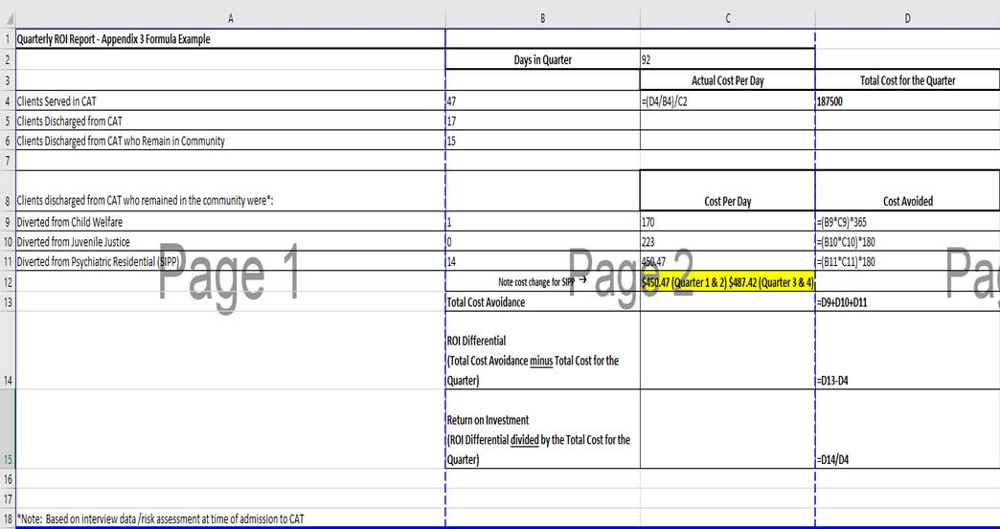 A B C D
1 Quarterly ROI Report - Appendix 3 Formula Example
2 Days in Quarter 92
3 Actual Cost Per Day Total Cost for the Quarter
4 Clients Served in CAT 47 =(D4/B4)/C2 187500
5 Clients Discharged from CAT 17
6 Clients Discharged from CAT who Remain in Community 15
7
8 Clients discharged from CAT who remained in the community were*: Cost Per Day Cost Avoided
9 Diverted from Child Welfare 1 170 =(B9*C9)*365
10 Diverted from Juvenile Justice 0 223 =(B10*C10)*180
11 Diverted from Psychiatric Residential (SIPP) 14 450.47 =(B11*C11)*180
Page 1 Page 2 Pa
12 Note cost change for SIPP → $450.47 (Quarter 1 & 2) $487.42 (Quarter 3 & 4)
13 Total Cost Avoidance =D9+D10+D11
ROI Differential
(Total Cost Avoidance minus Total Cost for the
14 Quarter) =D13-D4
Return on Investment
(ROI Differential divided by the Total Cost for the
15 Quarter) =D14/D4
16
17
18 *Note: Based on interview data /risk assessment at time of admission to CAT